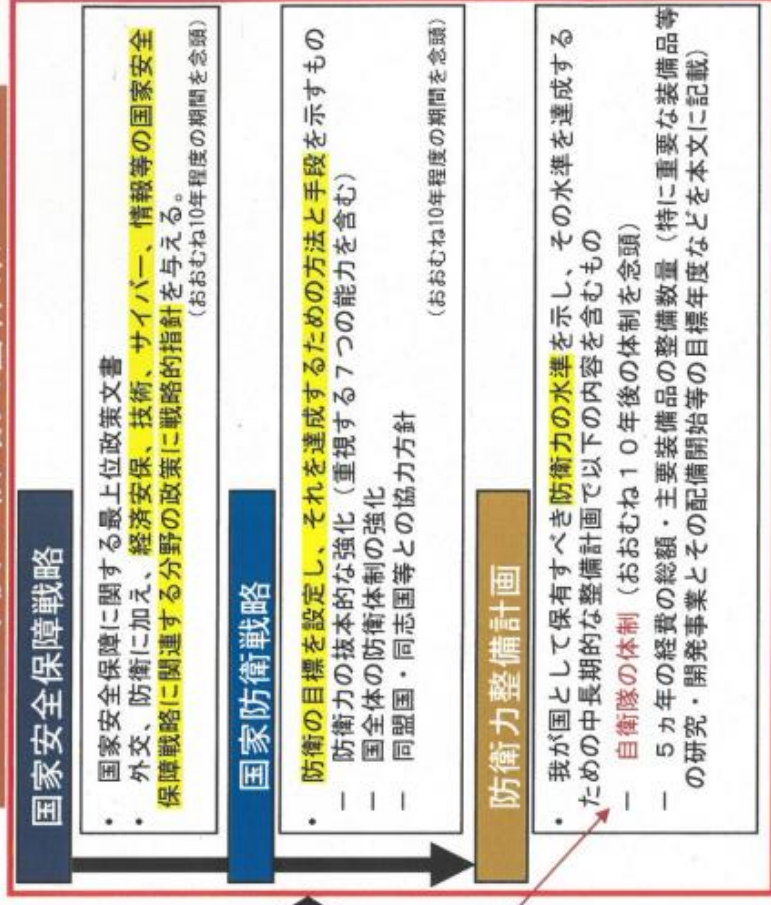 国家安全保障戦略
• 国家安全保障に関する最上位政策文書
• 外交、防衛に加え、経済安保、技術、サイバー、情報等の国家安全
保障戦略に関連する分野の政策に戦略的指針を与える。
(おおむね10年程度の期間を念頭)
国家防衛戦略
• 防衛の目標を設定し、それを達成するための方法と手段を示すもの
— 防衛力の抜本的な強化(重視する7つの能力を含む)
— 国全体の防衛体制の強化
— 同盟国・同志国等との協力方針
(おおむね10年程度の期間を念頭)
防衛力整備計画
• 我が国として保有すべき防衛力の水準を示し、その水準を達成する
ための中長期的な整備計画で以下の内容を含むもの
— 自衛隊の体制(おおむね10年後の体制を念頭)
— 5ヵ年の経費の総額・主要装備品の整備数量(特に重要な装備品等
の研究・開発事業とその配備開始等の目標年度などを本文に記載)